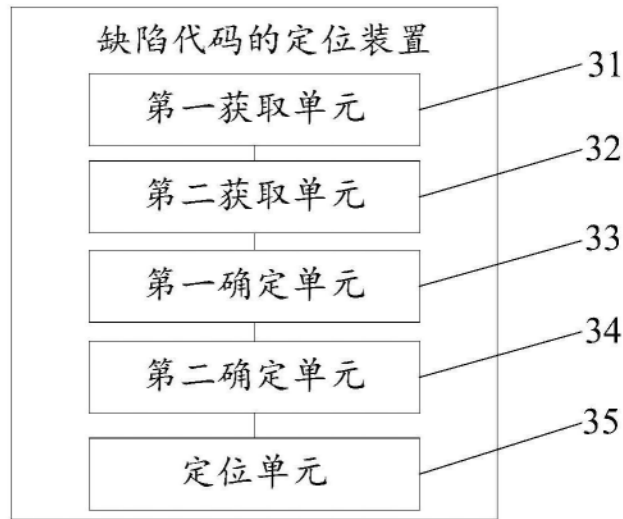 缺陷代码的定位装置
第一获取单元
31
第二获取单元
32
第一确定单元
33
第二确定单元
34
定位单元
35